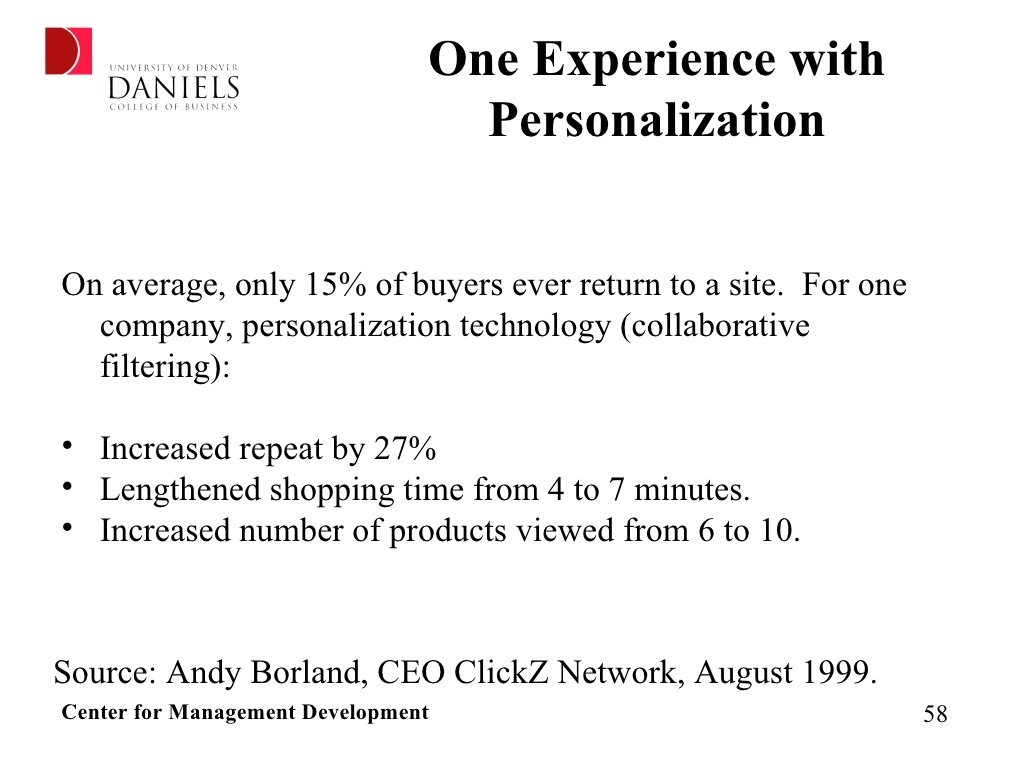 UNIVERSITY OF DENVER
DANIELS
COLLEGE OF BUSINESS
One Experience with
Personalization
On average, only 15% of buyers ever return to a site.  For one
company, personalization technology (collaborative
filtering):
• Increased repeat by 27%
• Lengthened shopping time from 4 to 7 minutes.
• Increased number of products viewed from 6 to 10.
Source: Andy Borland, CEO ClickZ Network, August 1999.
Center for Management Development
58